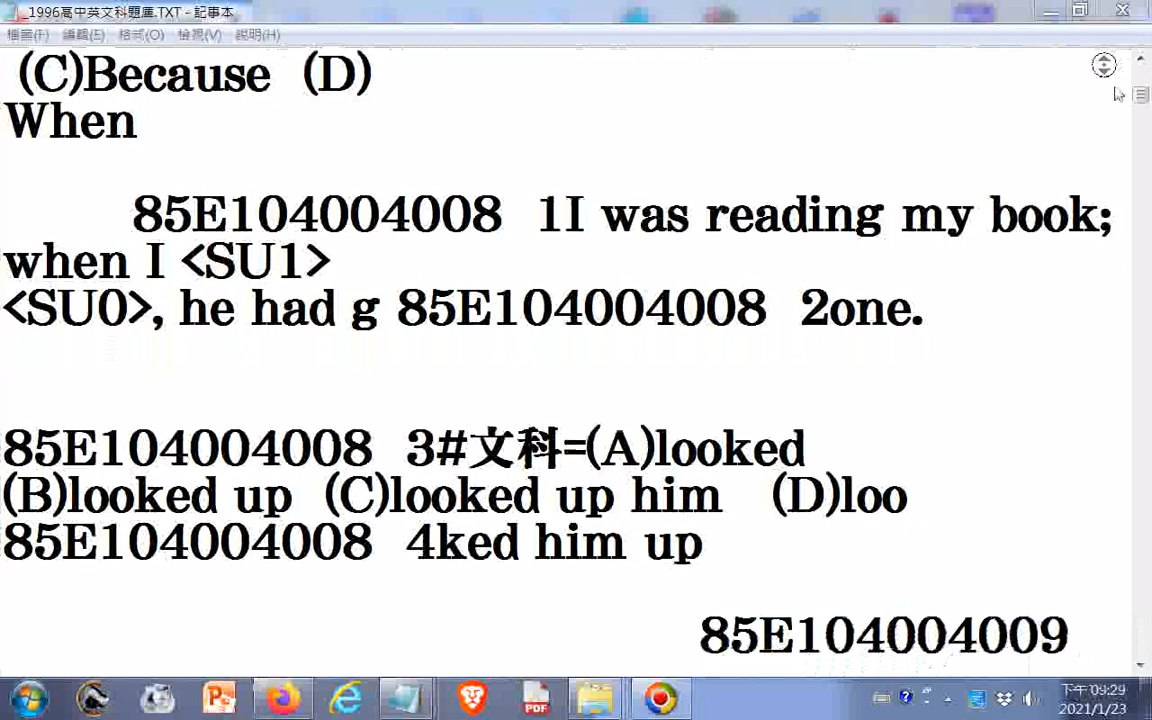 _1996高中英文科題庫.TXT - 記事本
檔案(F) 編輯(E) 格式(O) 檢視(V) 說明(H)
(C)Because (D)
When
85E104004008 1I was reading my book;
when I <SU1>
<SU0>, he had g 85E104004008 2one.
85E104004008 3#文科=(A)looked
(B)looked up (C)looked up him (D)loo
85E104004008 4ked him up
85E104004009
下午 09:29
2021/1/23